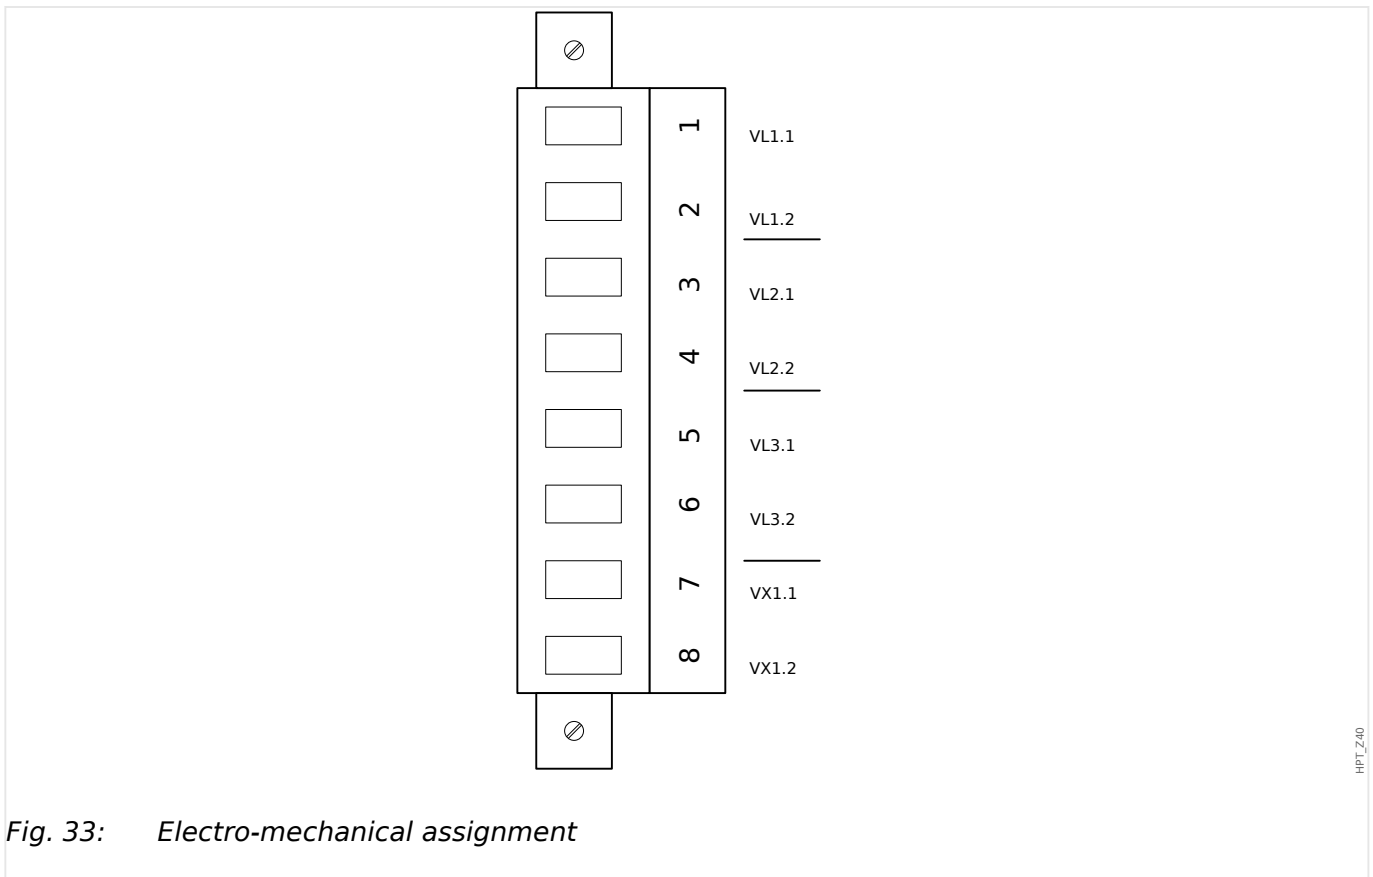 1 VL1.1
2 VL1.2
3 VL2.1
4 VL2.2
5 VL3.1
6 VL3.2
7 VX1.1
8 VX1.2
HPT_Z40
Fig. 33: Electro-mechanical assignment